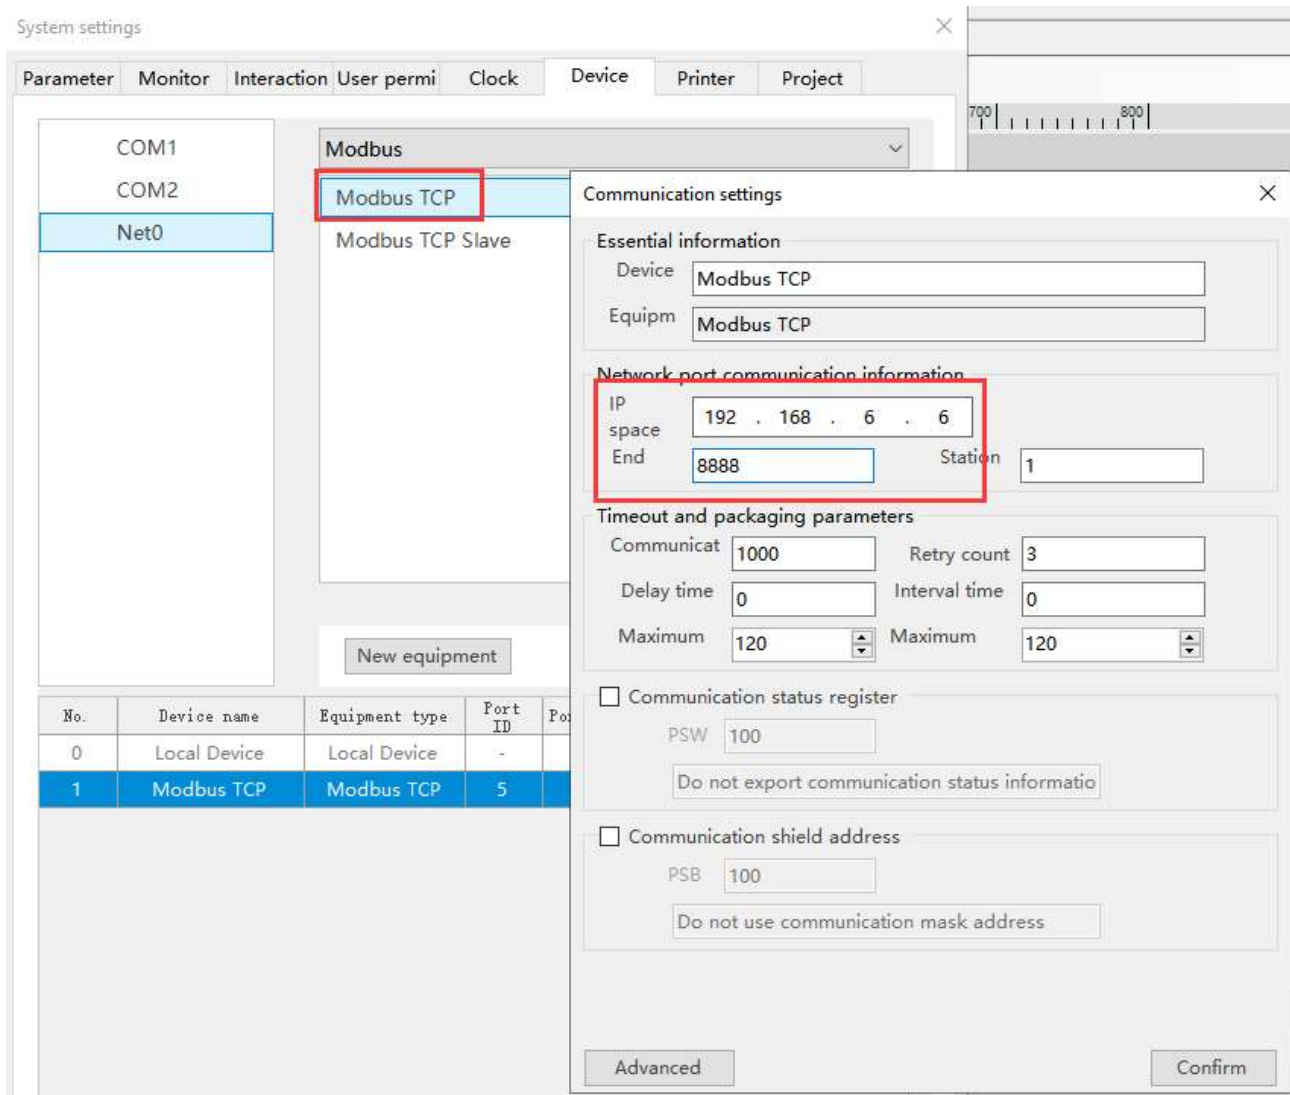 System settings
Parameter Monitor Interaction User permi Clock Device Printer Project
700 800
COM1
COM2
Net0
Modbus
Modbus TCP
Modbus TCP Slave
New equipment
No. Device name Equipment type Port ID
0 Local Device Local Device -
1 Modbus TCP Modbus TCP 5
Communication settings
Essential information
Device Modbus TCP
Equipm Modbus TCP
Network port communication information
IP space 192 . 168 . 6 . 6
End 8888 Station 1
Timeout and packaging parameters
Communicat 1000 Retry count 3
Delay time 0 Interval time 0
Maximum 120 Maximum 120
Communication status register
PSW 100
Do not export communication status informatio
Communication shield address
PSB 100
Do not use communication mask address
Advanced Confirm